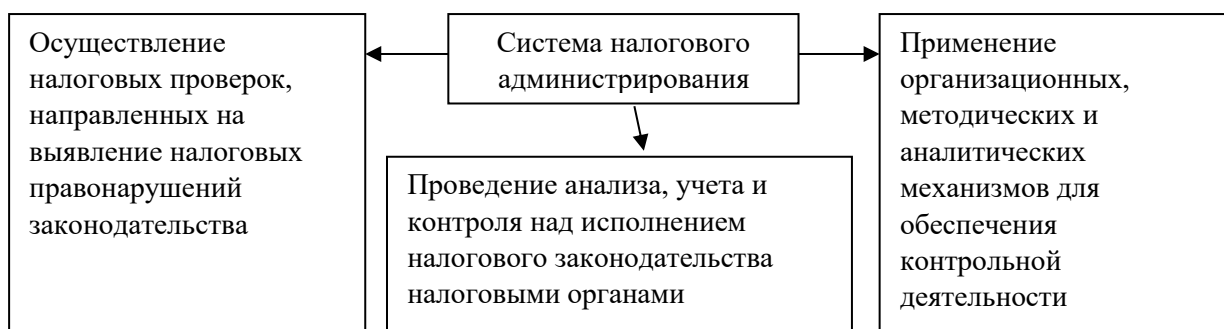 Осуществление
налоговых проверок,
направленных на
выявление налоговых
правонарушений
законодательства
Система налогового
администрирования
Проведение анализа, учета и
контроля над исполнением
налогового законодательства
налоговыми органами
Применение
организационных,
методических и
аналитических
механизмов для
обеспечения
контрольной
деятельности